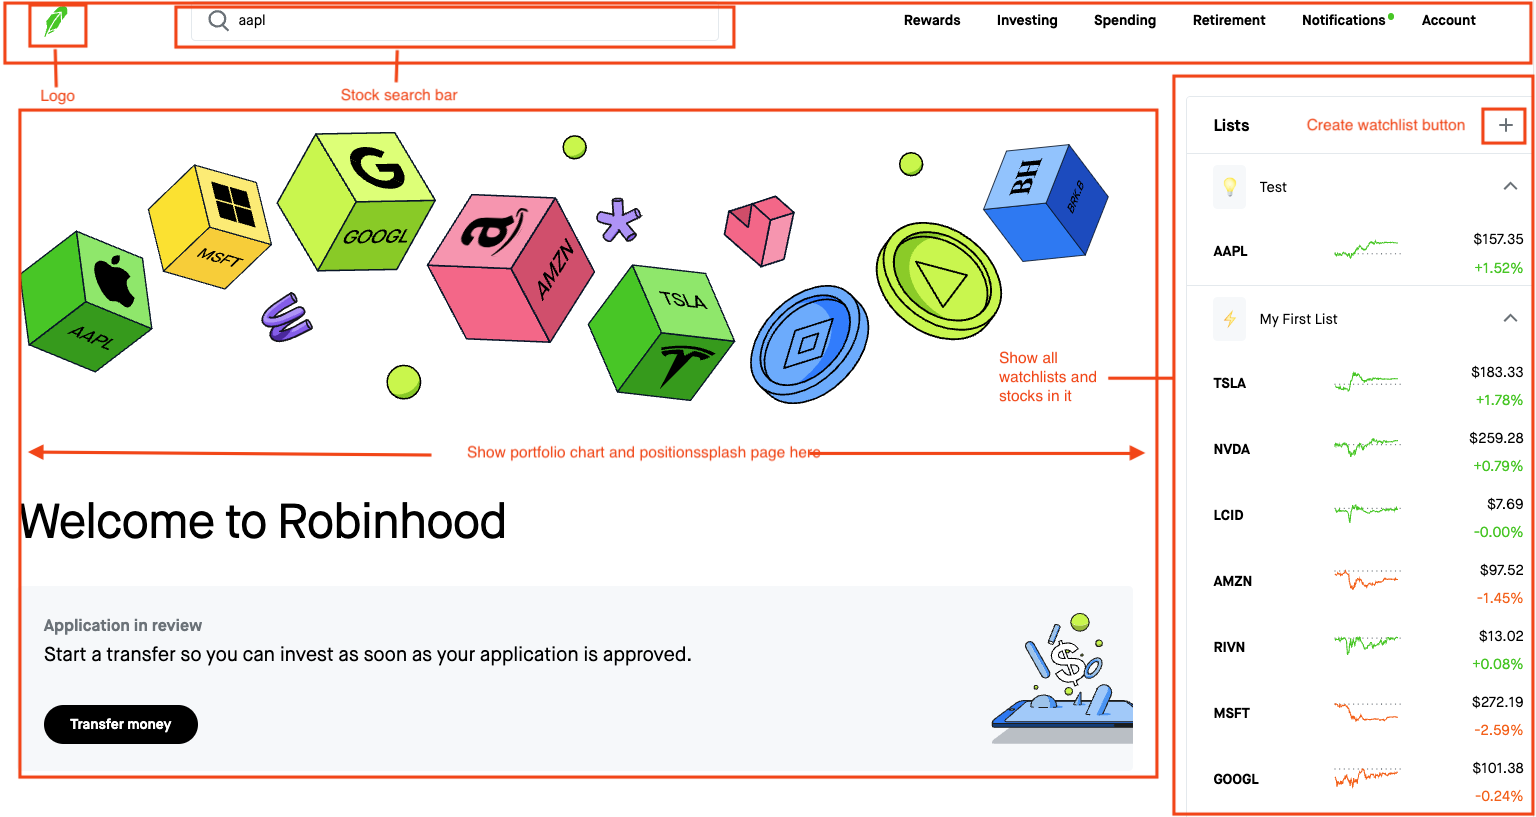 aapl
Rewards
Investing
Spending
Retirement
Notifications
Account
Logo
Stock search bar
Lists
Create watchlist button
+
Test
AAPL
$157.35
+1.52%
My First List
TSLA
$183.33
+1.78%
NVDA
$259.28
+0.79%
LCID
$7.69
-0.00%
AMZN
$97.52
-1.45%
RIVN
$13.02
+0.08%
MSFT
$272.19
-2.59%
GOOGL
$101.38
-0.24%
AAPL
MSFT
G
GOOGL
a
AMZN
TSLA
BH
BRK.B
Show all
watchlists and
stocks in it
Show portfolio chart and positionssplash page here
Welcome to Robinhood
Application in review
Start a transfer so you can invest as soon as your application is approved.
$
Transfer money